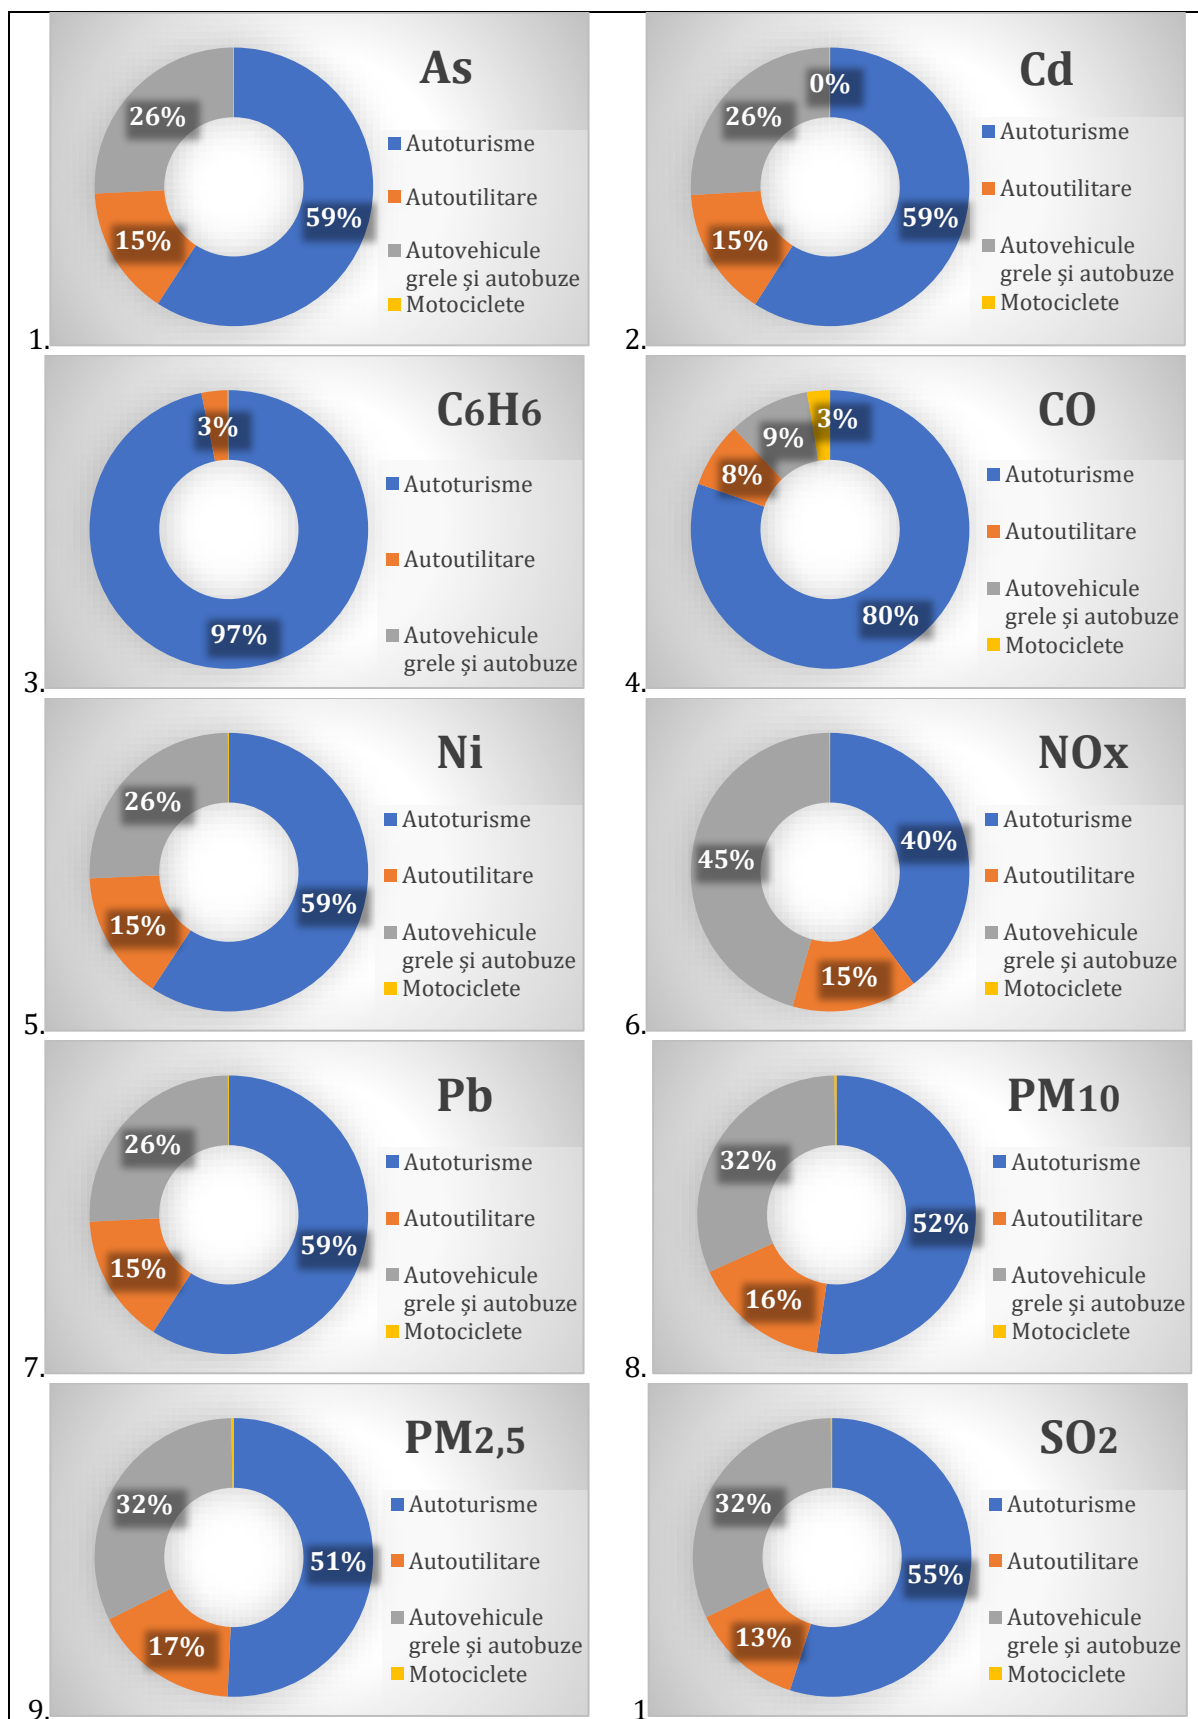 As
26%
15%
59%
Autoturisme
Autoutilitare
Autovehicule
grele și autobuze
Motociclete
1.
Cd
0%
26%
15%
59%
Autoturisme
Autoutilitare
Autovehicule
grele și autobuze
Motociclete
2.
C6H6
3%
97%
Autoturisme
Autoutilitare
Autovehicule
grele și autobuze
3.
CO
3%
9%
8%
80%
Autoturisme
Autoutilitare
Autovehicule
grele și autobuze
Motociclete
4.
Ni
26%
15%
59%
Autoturisme
Autoutilitare
Autovehicule
grele și autobuze
Motociclete
5.
NOx
40%
45%
15%
Autoturisme
Autoutilitare
Autovehicule
grele și autobuze
Motociclete
6.
Pb
26%
15%
59%
Autoturisme
Autoutilitare
Autovehicule
grele și autobuze
Motociclete
7.
PM10
32%
52%
16%
Autoturisme
Autoutilitare
Autovehicule
grele și autobuze
Motociclete
8.
PM2,5
32%
51%
17%
Autoturisme
Autoutilitare
Autovehicule
grele și autobuze
Motociclete
9.
SO2
32%
55%
13%
Autoturisme
Autoutilitare
Autovehicule
grele și autobuze
Motociclete
1